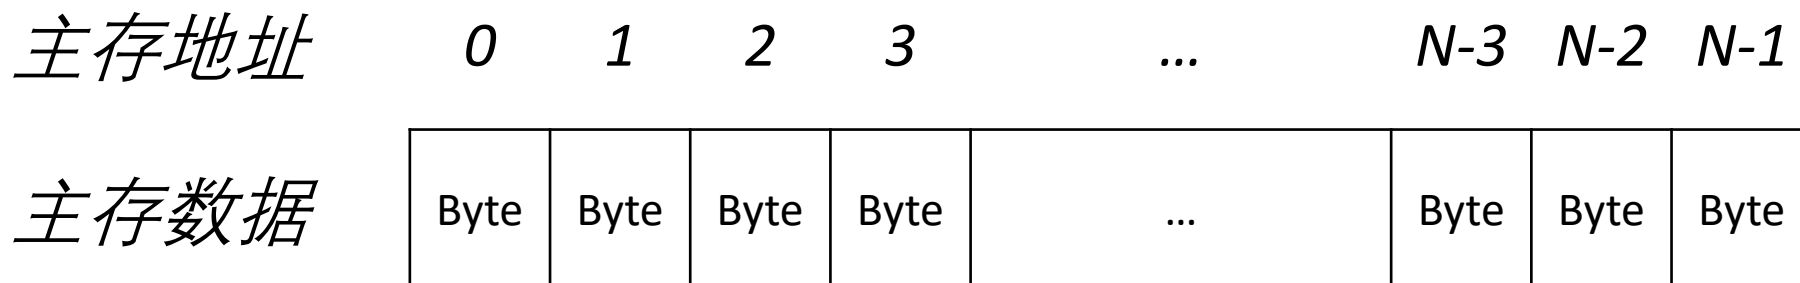 主存地址 0 1 2 3 ... N-3 N-2 N-1
主存数据 Byte Byte Byte Byte ... Byte Byte Byte